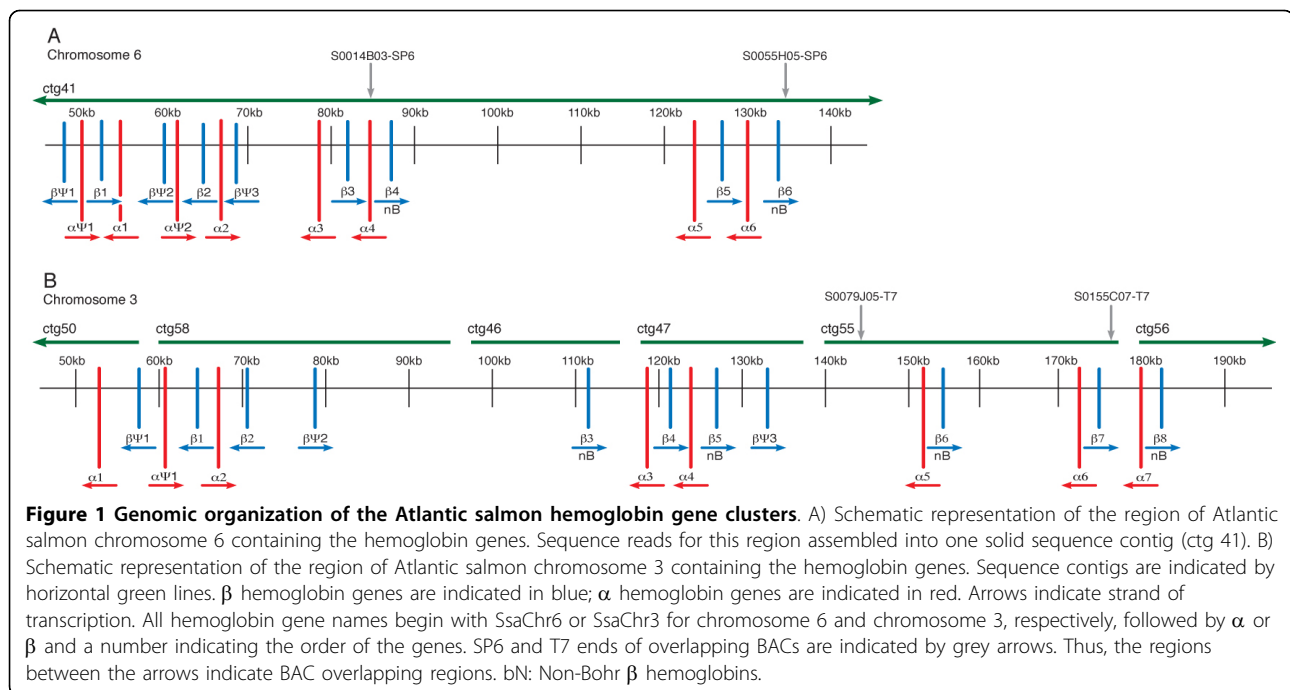 A
Chromosome 6
S0014B03-SP6 S0055H05-SP6
ctg41
50kb 60kb 70kb 80kb 90kb 100kb 110kb 120kb 130kb 140kb
βΨ1 β1 βΨ2 β2 βΨ3 β3 β4 β5 β6
nB nB
αΨ1 α1 αΨ2 α2 α3 α4 α5 α6
B
Chromosome 3
S0079J05-T7 S0155C07-T7
ctg50 ctg58 ctg46 ctg47 ctg55 ctg56
50kb 60kb 70kb 80kb 90kb 100kb 110kb 120kb 130kb 140kb 150kb 160kb 170kb 180kb 190kb
βΨ1 β1 β2 βΨ2 β3 β4 β5 βΨ3 β6 β7 β8
nB nB nB nB
α1 αΨ1 α2 α3 α4 α5 α6 α7
Figure 1 Genomic organization of the Atlantic salmon hemoglobin gene clusters. A) Schematic representation of the region of Atlantic
salmon chromosome 6 containing the hemoglobin genes. Sequence reads for this region assembled into one solid sequence contig (ctg 41). B)
Schematic representation of the region of Atlantic salmon chromosome 3 containing the hemoglobin genes. Sequence contigs are indicated by
horizontal green lines. β hemoglobin genes are indicated in blue; α hemoglobin genes are indicated in red. Arrows indicate strand of
transcription. All hemoglobin gene names begin with SsaChr6 or SsaChr3 for chromosome 6 and chromosome 3, respectively, followed by α or
β and a number indicating the order of the genes. SP6 and T7 ends of overlapping BACs are indicated by grey arrows. Thus, the regions
between the arrows indicate BAC overlapping regions. bN: Non-Bohr β hemoglobins.